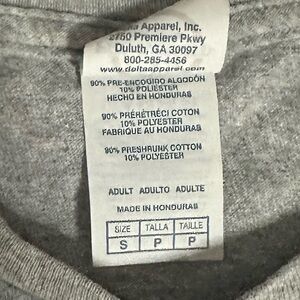 Apparel, Inc.
2750 Premiere Pkwy
Duluth, GA 30097
800-285-4456
www.deltaapparel.com
90% PRE-ENCOGIDO ALGODÓN
10% POLIESTER
HECHO EN HONDURAS
90% PRÉRÉTRÉCI COTON
10% POLYESTER
FABRIQUE AU HONDURAS
90% PRESHRUNK COTTON
10% POLYESTER
ADULT ADULTO ADULTE
MADE IN HONDURAS
SIZE TALLA TAILLE
S P P